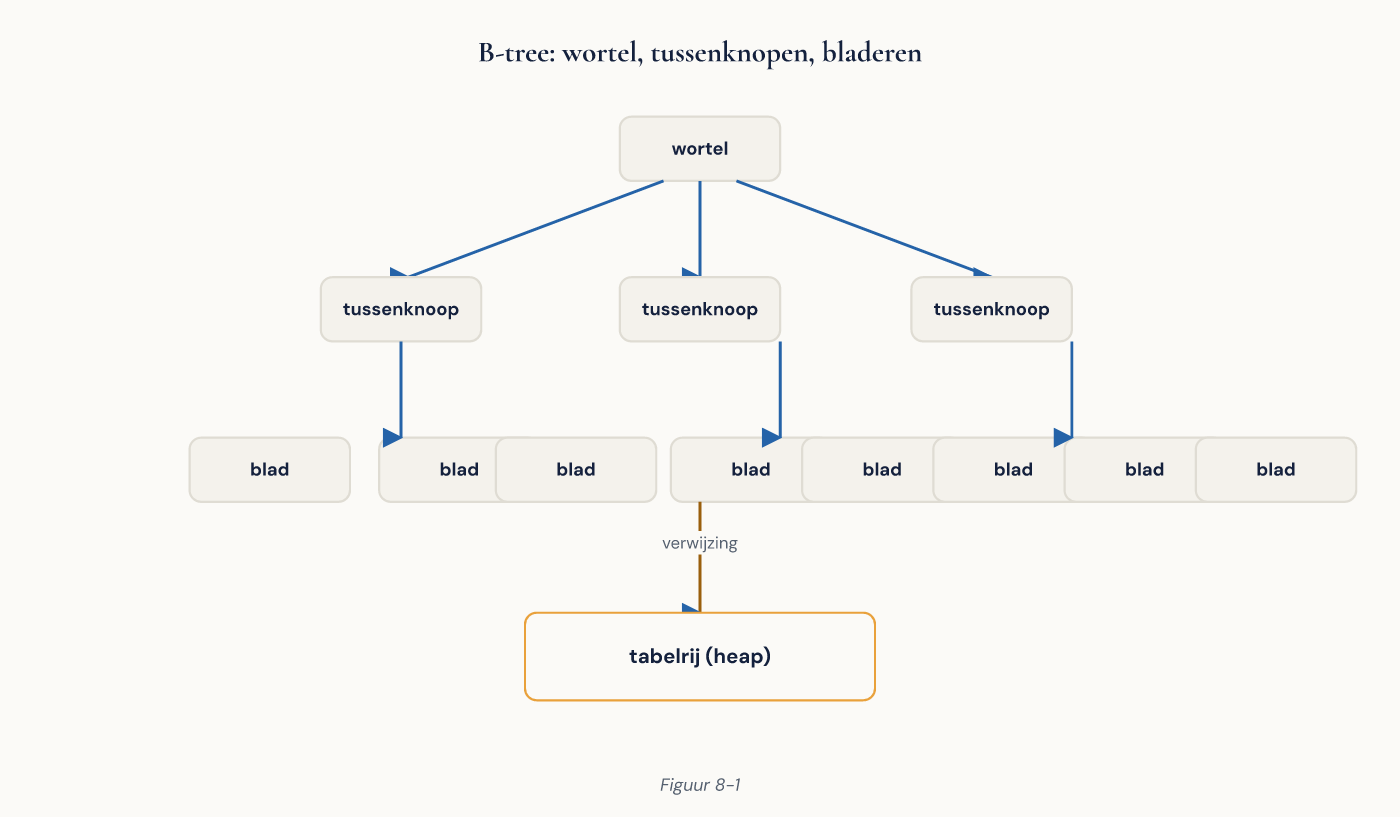 B-tree: wortel, tussenknopen, bladeren
wortel
tussenknoop
tussenknoop
tussenknoop
blad
blad
blad
blad
blad
blad
blad
blad
verwijzing
tabelrij (heap)
Figuur 8-1